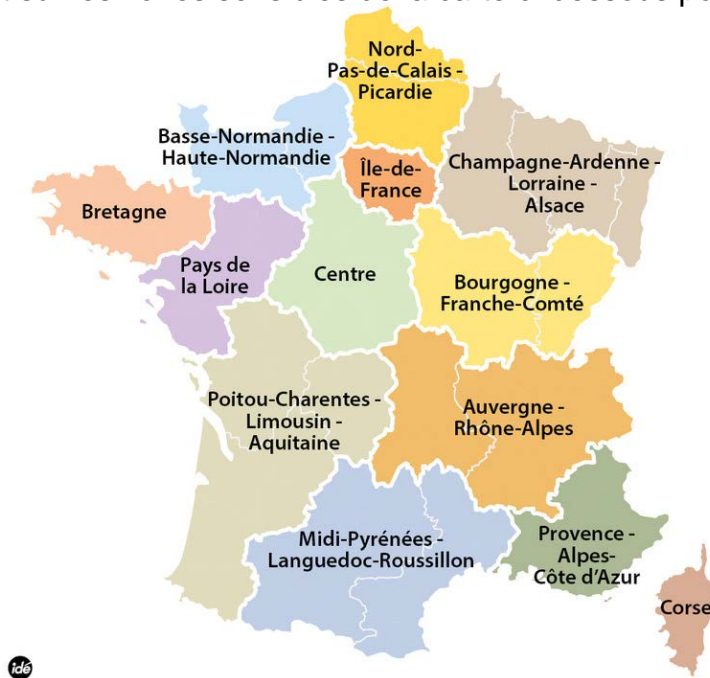 Nord-
Pas-de-Calais -
Picardie
Basse-Normandie -
Haute-Normandie
Île-de-
France
Champagne-Ardenne -
Lorraine -
Alsace
Bretagne
Pays de
la Loire
Centre
Bourgogne -
Franche-Comté
Poitou-Charentes -
Limousin -
Aquitaine
Auvergne -
Rhône-Alpes
Midi-Pyrénées -
Languedoc-Roussillon
Provence -
Alpes-
Côte d'Azur
Corse
idé